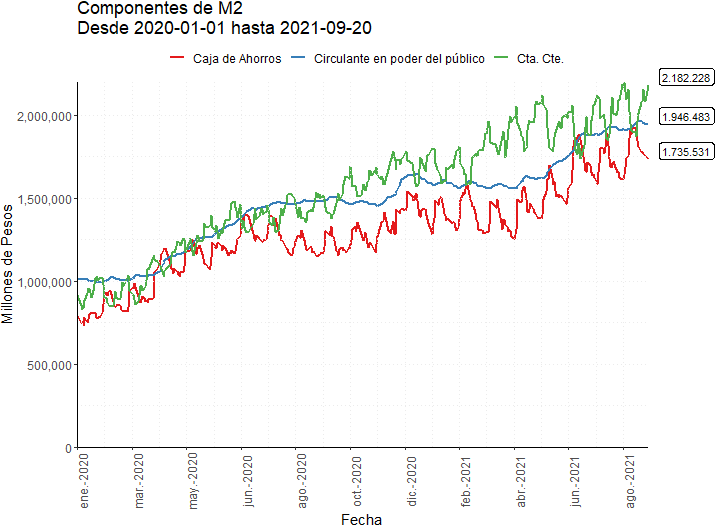 Componentes de M2
Desde 2020-01-01 hasta 2021-09-20
Caja de Ahorros
Circulante en poder del público
Cta. Cte.
2.182.228
1.946.483
1.735.531
2,000,000
1,500,000
1,000,000
500,000
0
Millones de Pesos
ene.-2020
mar.-2020
may.-2020
jun.-2020
ago.-2020
oct.-2020
dic.-2020
feb.-2021
abr.-2021
jun.-2021
ago.-2021
Fecha